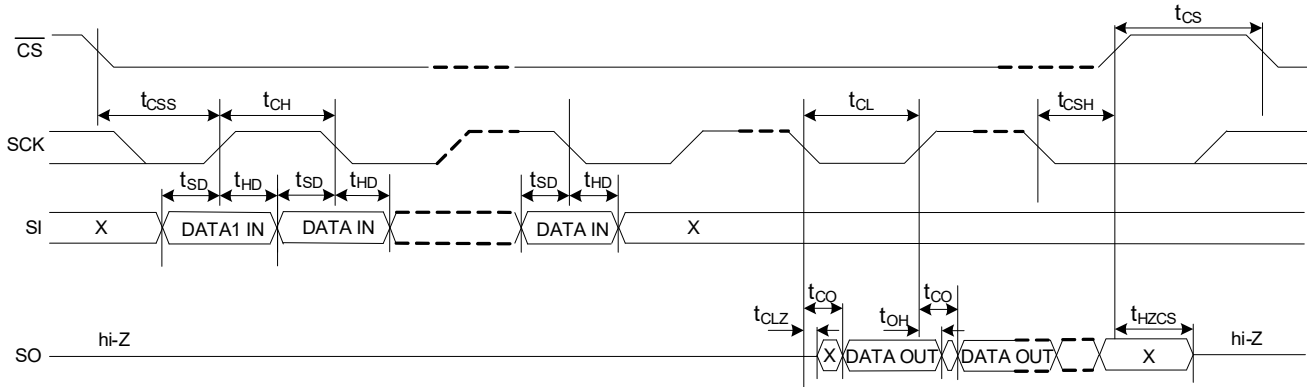 tCS
CS
tCSS tCH tCL tCSH
SCK
tSD tHD tSD tHD tSD tHD
SI X DATA1 IN DATA IN DATA IN X
tCO tCO
tCLZ tOH tHZCS
hi-Z hi-Z
SO X DATA OUT DATA OUT X